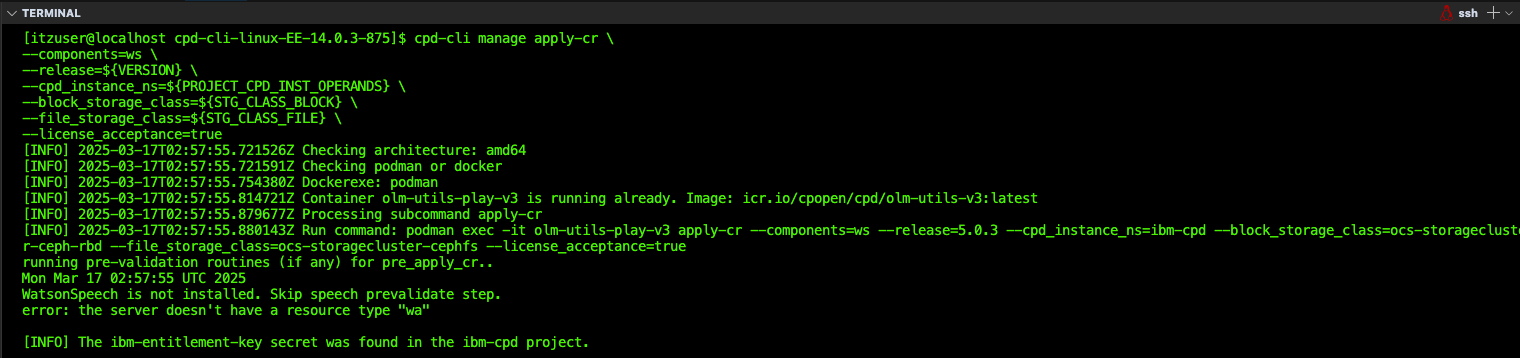 TERMINAL
ssh
[itzuser@localhost cpd-cli-linux-EE-14.0.3-875]$ cpd-cli manage apply-cr \
--components=ws \
--release=${VERSION} \
--cpd_instance_ns=${PROJECT_CPD_INST_OPERANDS} \
--block_storage_class=${STG_CLASS_BLOCK} \
--file_storage_class=${STG_CLASS_FILE} \
--license_acceptance=true
[INFO] 2025-03-17T02:57:55.721526Z Checking architecture: amd64
[INFO] 2025-03-17T02:57:55.721591Z Checking podman or docker
[INFO] 2025-03-17T02:57:55.754380Z Dockerexe: podman
[INFO] 2025-03-17T02:57:55.814721Z Container olm-utils-play-v3 is running already. Image: icr.io/cpopen/cpd/olm-utils-v3:latest
[INFO] 2025-03-17T02:57:55.879677Z Processing subcommand apply-cr
[INFO] 2025-03-17T02:57:55.880143Z Run command: podman exec -it olm-utils-play-v3 apply-cr --components=ws --release=5.0.3 --cpd_instance_ns=ibm-cpd --block_storage_class=ocs-storagecluste
r-ceph-rbd --file_storage_class=ocs-storagecluster-cephfs --license_acceptance=true
running pre-validation routines (if any) for pre_apply_cr..
Mon Mar 17 02:57:55 UTC 2025
WatsonSpeech is not installed. Skip speech prevalidate step.
error: the server doesn't have a resource type "wa"
[INFO] The ibm-entitlement-key secret was found in the ibm-cpd project.